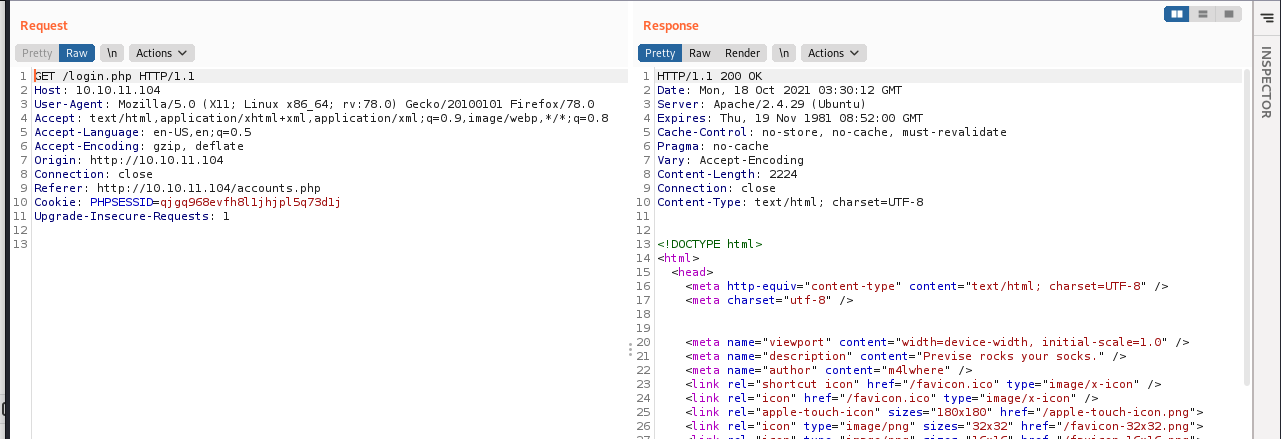 Request
Pretty Raw \n Actions
1 GET /login.php HTTP/1.1
2 Host: 10.10.11.104
3 User-Agent: Mozilla/5.0 (X11; Linux x86_64; rv:78.0) Gecko/20100101 Firefox/78.0
4 Accept: text/html,application/xhtml+xml,application/xml;q=0.9,image/webp,*/*;q=0.8
5 Accept-Language: en-US,en;q=0.5
6 Accept-Encoding: gzip, deflate
7 Origin: http://10.10.11.104
8 Connection: close
9 Referer: http://10.10.11.104/accounts.php
10 Cookie: PHPSESSID=qjgq968evfh8l1jhjpl5q73d1j
11 Upgrade-Insecure-Requests: 1
12
13
Response
Pretty Raw Render \n Actions
1 HTTP/1.1 200 OK
2 Date: Mon, 18 Oct 2021 03:30:12 GMT
3 Server: Apache/2.4.29 (Ubuntu)
4 Expires: Thu, 19 Nov 1981 08:52:00 GMT
5 Cache-Control: no-store, no-cache, must-revalidate
6 Pragma: no-cache
7 Vary: Accept-Encoding
8 Content-Length: 2224
9 Connection: close
10 Content-Type: text/html; charset=UTF-8
11
12
13 <!DOCTYPE html>
14 <html>
15 <head>
16 <meta http-equiv="content-type" content="text/html; charset=UTF-8" />
17 <meta charset="utf-8" />
18
19
20 <meta name="viewport" content="width=device-width, initial-scale=1.0" />
21 <meta name="description" content="Previse rocks your socks." />
22 <meta name="author" content="m4lwhere" />
23 <link rel="shortcut icon" href="/favicon.ico" type="image/x-icon" />
24 <link rel="icon" href="/favicon.ico" type="image/x-icon" />
25 <link rel="apple-touch-icon" sizes="180x180" href="/apple-touch-icon.png">
26 <link rel="icon" type="image/png" sizes="32x32" href="/favicon-32x32.png">
INSPECTOR